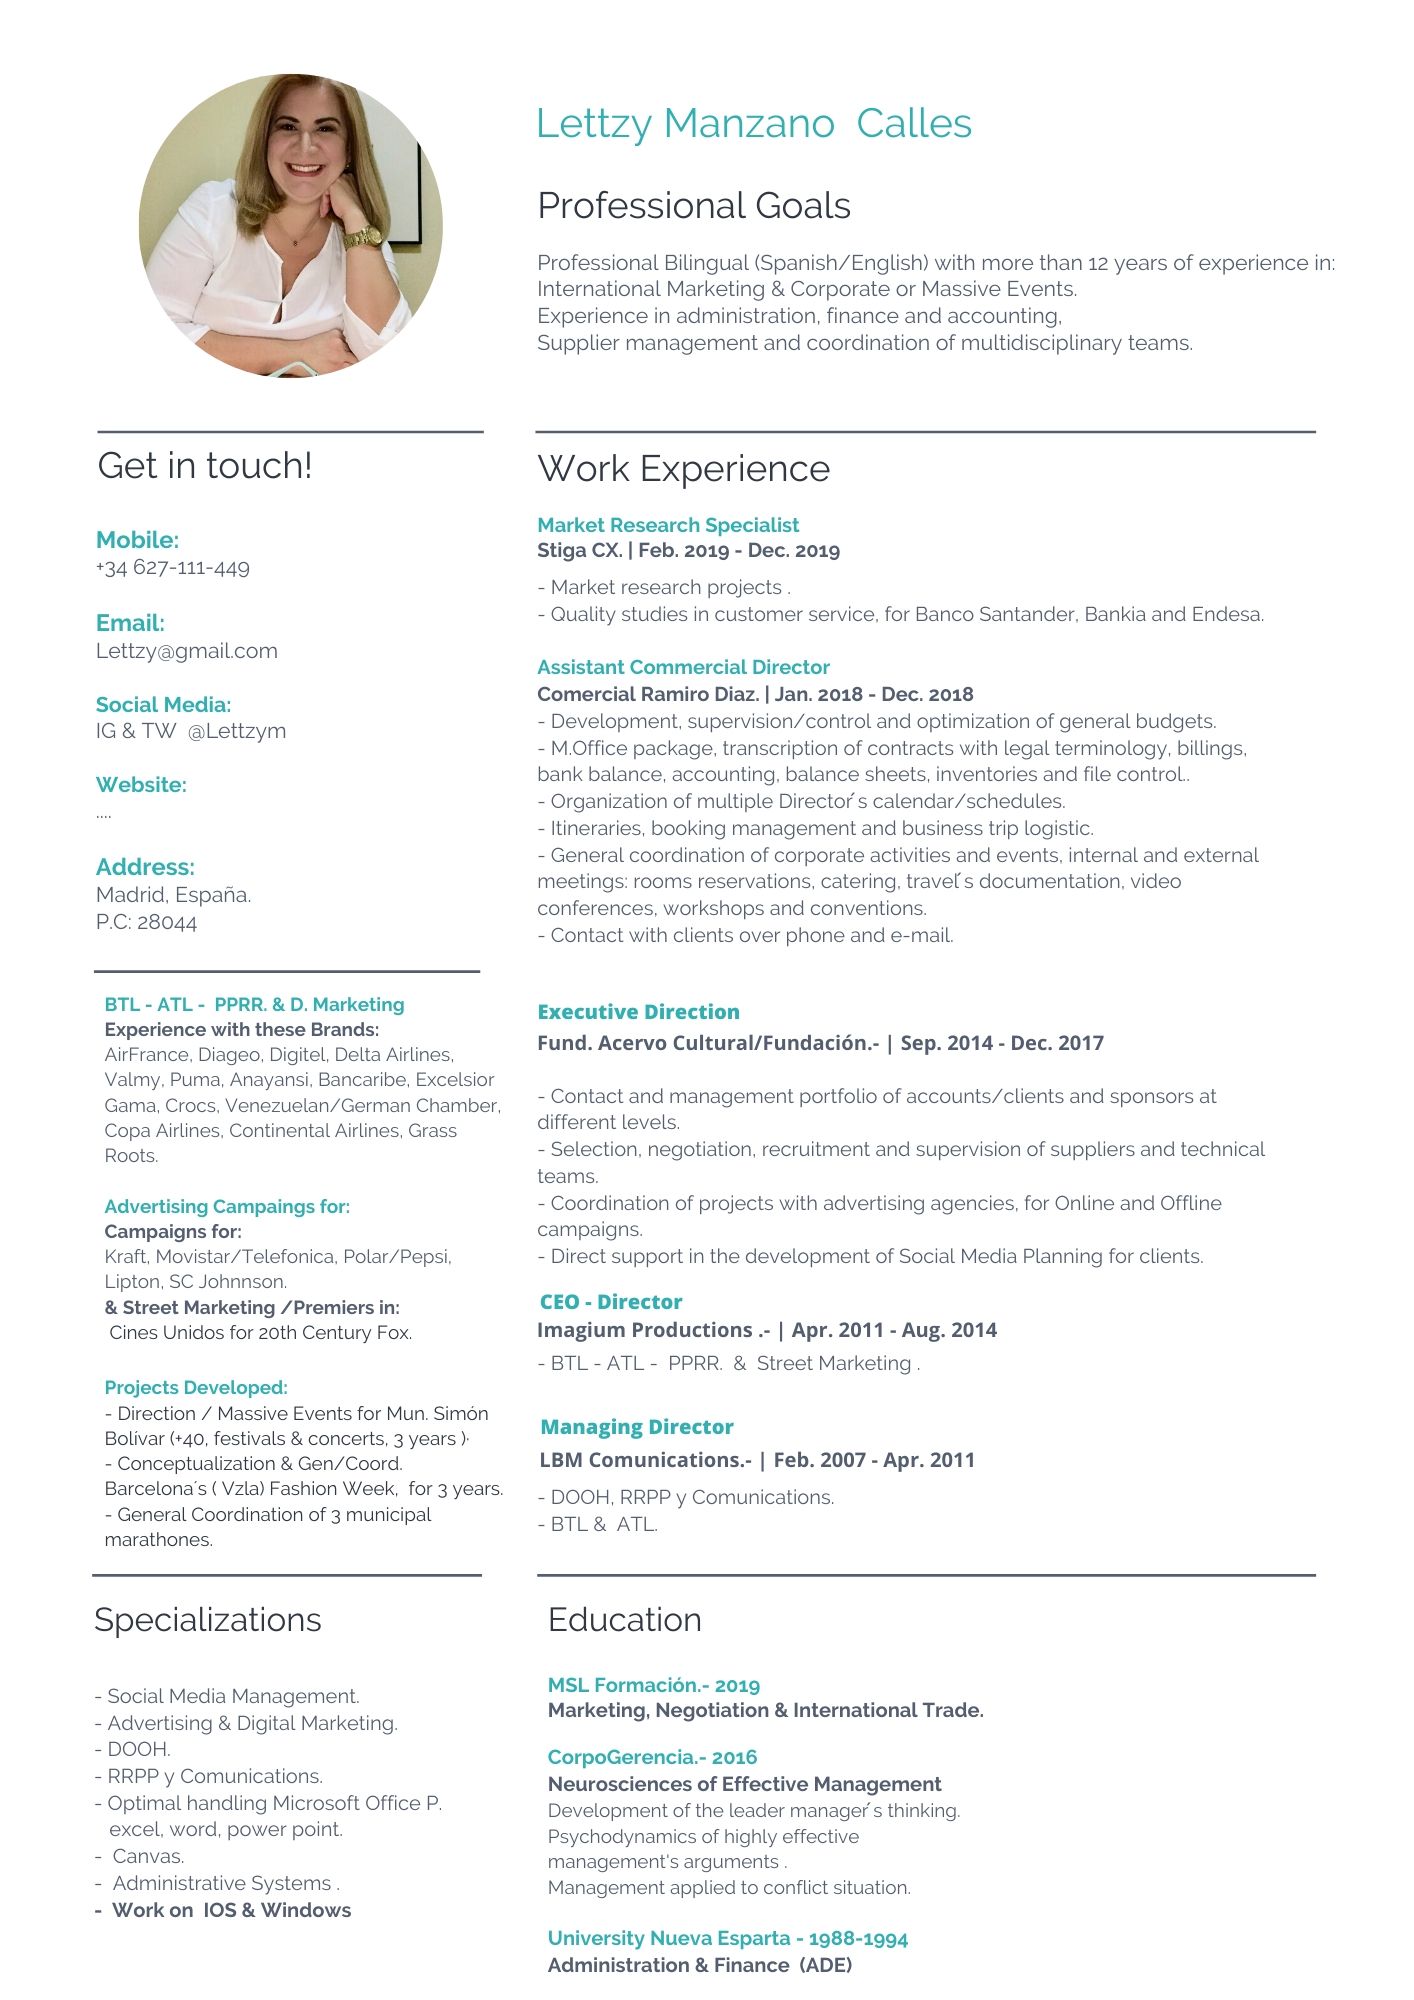 Lettzy Manzano  Calles
Professional Goals
Professional Bilingual (Spanish/English) with more than 12 years of experience in:
International Marketing & Corporate or Massive Events.
Experience in administration, finance and accounting,
Supplier management and coordination of multidisciplinary teams.
Get in touch!
Mobile:
+34 627-111-449
Email:
Lettzy@gmail.com
Social Media:
IG & TW  @Lettzym
Website:
....
Address:
Madrid, España.
P.C: 28044
BTL - ATL -  PPRR. & D. Marketing
Experience with these Brands:
AirFrance, Diageo, Digitel, Delta Airlines,
Valmy, Puma, Anayansi, Bancaribe, Excelsior
Gama, Crocs, Venezuelan/German Chamber,
Copa Airlines, Continental Airlines, Grass
Roots.
Advertising Campaings for:
Campaigns for:
Kraft, Movistar/Telefonica, Polar/Pepsi,
Lipton, SC Johnnson.
& Street Marketing /Premiers in:
Cines Unidos for 20th Century Fox.
Projects Developed:
- Direction / Massive Events for Mun. Simón
Bolívar (+40, festivals & concerts, 3 years )·
- Conceptualization & Gen/Coord.
Barcelona´s ( Vzla) Fashion Week,  for 3 years.
- General Coordination of 3 municipal
marathones.
Specializations
- Social Media Management.
- Advertising & Digital Marketing.
- DOOH.
- RRPP y Comunications.
- Optimal handling Microsoft Office P.
excel, word, power point.
-  Canvas.
-  Administrative Systems .
-  Work on  IOS & Windows
Work Experience
Market Research Specialist
Stiga CX. | Feb. 2019 - Dec. 2019
- Market research projects .
- Quality studies in customer service, for Banco Santander, Bankia and Endesa.
Assistant Commercial Director
Comercial Ramiro Diaz. | Jan. 2018 - Dec. 2018
- Development, supervision/control and optimization of general budgets.
- M.Office package, transcription of contracts with legal terminology, billings,
bank balance, accounting, balance sheets, inventories and file control..
- Organization of multiple Director´s calendar/schedules.
- Itineraries, booking management and business trip logistic.
- General coordination of corporate activities and events, internal and external
meetings: rooms reservations, catering, travel´s documentation, video
conferences, workshops and conventions.
- Contact with clients over phone and e-mail.
Executive Direction
Fund. Acervo Cultural/Fundación.- | Sep. 2014 - Dec. 2017
- Contact and management portfolio of accounts/clients and sponsors at
different levels.
- Selection, negotiation, recruitment and supervision of suppliers and technical
teams.
- Coordination of projects with advertising agencies, for Online and Offline
campaigns.
- Direct support in the development of Social Media Planning for clients.
CEO - Director
Imagium Productions .- | Apr. 2011 - Aug. 2014
- BTL - ATL -  PPRR.  &  Street Marketing .
Managing Director
LBM Comunications.- | Feb. 2007 - Apr. 2011
- DOOH, RRPP y Comunications.
- BTL &  ATL.
Education
MSL Formación.- 2019
Marketing, Negotiation & International Trade.
CorpoGerencia.- 2016
Neurosciences of Effective Management
Development of the leader manager´s thinking.
Psychodynamics of highly effective
management's arguments .
Management applied to conflict situation.
University Nueva Esparta - 1988-1994
Administration & Finance  (ADE)